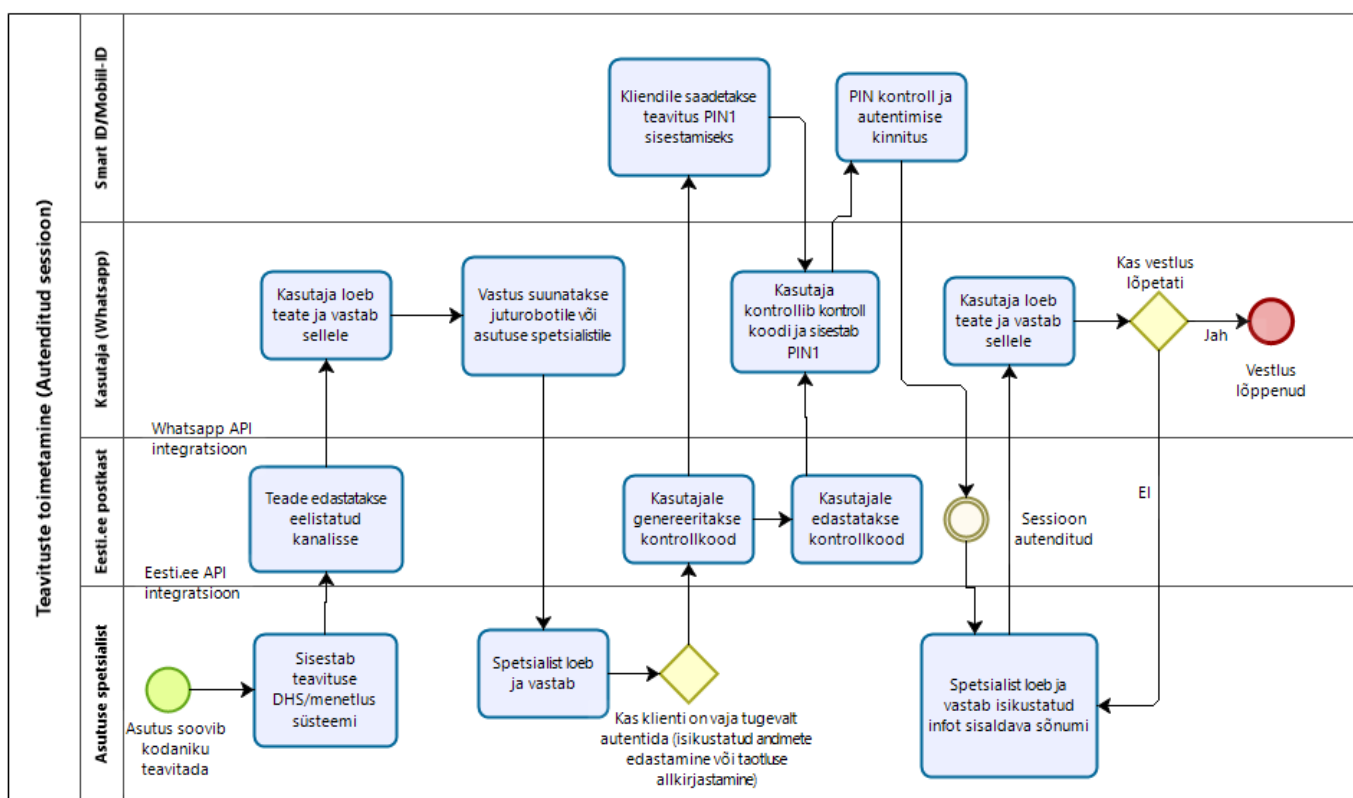 Teavituste toimetamine (Autenditud sessioon)
Smart ID/Mobiil-ID
Kliendile saadetakse
teavitus PIN1
sisestamiseks
PIN kontroll ja
autentimise
kinnitus
Kasutaja (Whatsapp)
Kasutaja loeb
teate ja vastab
sellele
Vastus suunatakse
juturobotile või
asutuse spetsialistile
Kasutaja
kontrollib kontroll
koodi ja sisestab
PIN1
Kasutaja loeb
teate ja vastab
sellele
Kas vestlus
lõpetati
Jah
Vestlus
lõppenud
Whatsapp API
integratsioon
Eesti.ee postkast
Teade edastatakse
eelistatud
kanalisse
Kasutajale
genereeritakse
kontrollkood
Kasutajale
edastatakse
kontrollkood
Sessioon
autenditud
EI
Eesti.ee API
integratsioon
Asutuse spetsialist
Asutus soovib
kodaniku
teavitada
Sisestab
teavituse
DHS/menetlus
süsteemi
Spetsialist loeb
ja vastab
Kas klienti on vaja tugevalt
autentida (isikustatud andmete
edastamine või taotluse
allkirjastamine)
Spetsialist loeb ja
vastab isikustatud
infot sisaldava sõnumi